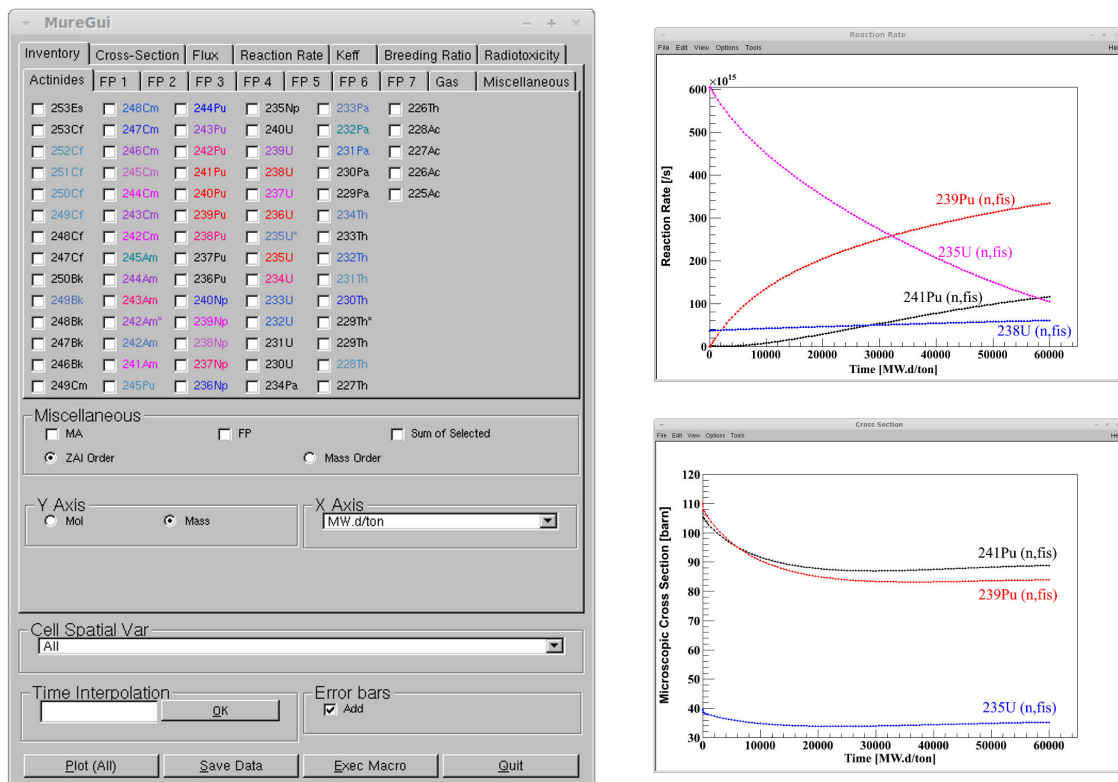 MureGui
Inventory Cross-Section Flux Reaction Rate Keff Breeding Ratio Radiotoxicity
Actinides FP 1 FP 2 FP 3 FP 4 FP 5 FP 6 FP 7 Gas Miscellaneous
253Es 248Cm 244Pu 235Np 233Pa 226Th
253Cf 247Cm 243Pu 240U 232Pa 228Ac
252Cf 246Cm 242Pu 239U 231Pa 227Ac
251Cf 245Cm 241Pu 238U 230Pa 226Ac
250Cf 244Cm 240Pu 237U 229Pa 225Ac
249Cf 243Cm 239Pu 236U 234Th
248Cf 242Cm 238Pu 235U* 233Th
247Cf 245Am 237Pu 235U 232Th
250Bk 244Am 236Pu 234U 231Th
249Bk 243Am 240Np 233U 230Th
248Bk 242Am* 239Np 232U 229Th*
247Bk 242Am 238Np 231U 229Th
246Bk 241Am 237Np 230U 228Th
249Cm 245Pu 236Np 234Pa 227Th
Miscellaneous
MA FP Sum of Selected
ZAI Order Mass Order
Y Axis
Mol Mass
X Axis
MW.d/ton
Cell Spatial Var
All
Time Interpolation
OK
Error bars
Add
Plot (All) Save Data Exec Macro Quit
Reaction Rate
File Edit View Options Tools Hel
×10¹⁵
600
500
400
300
200
100
0
Reaction Rate [/s]
239Pu (n,fis)
235U (n,fis)
241Pu (n,fis)
238U (n,fis)
0 10000 20000 30000 40000 50000 60000
Time [MW.d/ton]
Cross Section
File Edit View Options Tools Hel
120
110
100
90
80
70
60
50
40
30
Microscopic Cross Section [barn]
241Pu (n,fis)
239Pu (n,fis)
235U (n,fis)
0 10000 20000 30000 40000 50000 60000
Time [MW.d/ton]